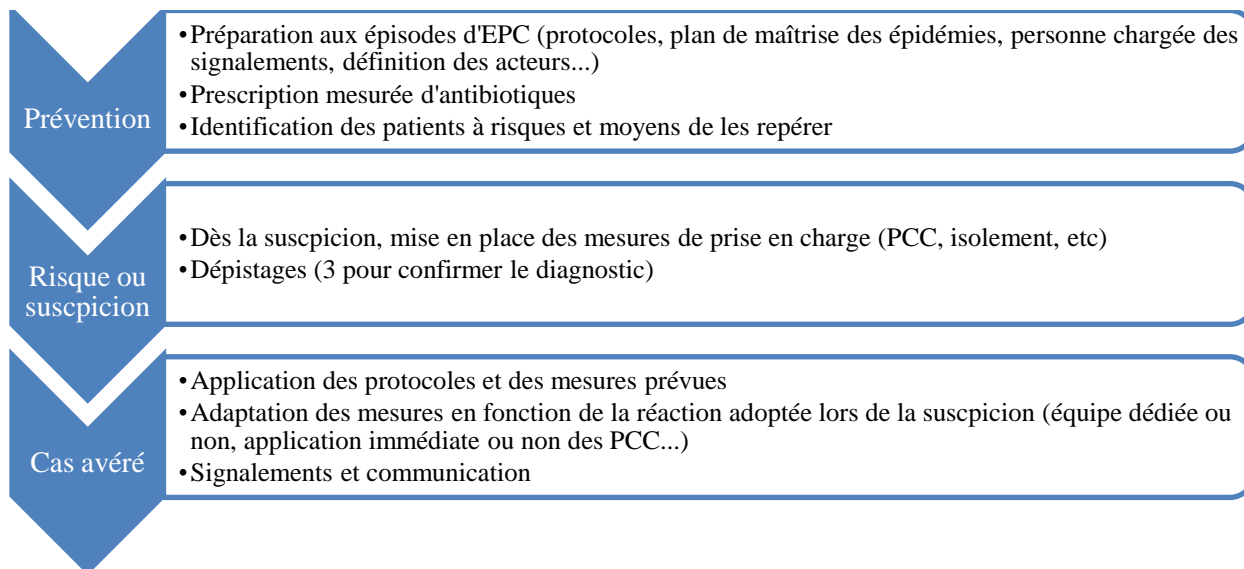 Prévention
•Préparation aux épisodes d'EPC (protocoles, plan de maîtrise des épidémies, personne chargée des
signalements, définition des acteurs...)
•Prescription mesurée d'antibiotiques
•Identification des patients à risques et moyens de les repérer
Risque ou
suscpicion
•Dès la suscpicion, mise en place des mesures de prise en charge (PCC, isolement, etc)
•Dépistages (3 pour confirmer le diagnostic)
Cas avéré
•Application des protocoles et des mesures prévues
•Adaptation des mesures en fonction de la réaction adoptée lors de la suscpicion (équipe dédiée ou
non, application immédiate ou non des PCC...)
•Signalements et communication